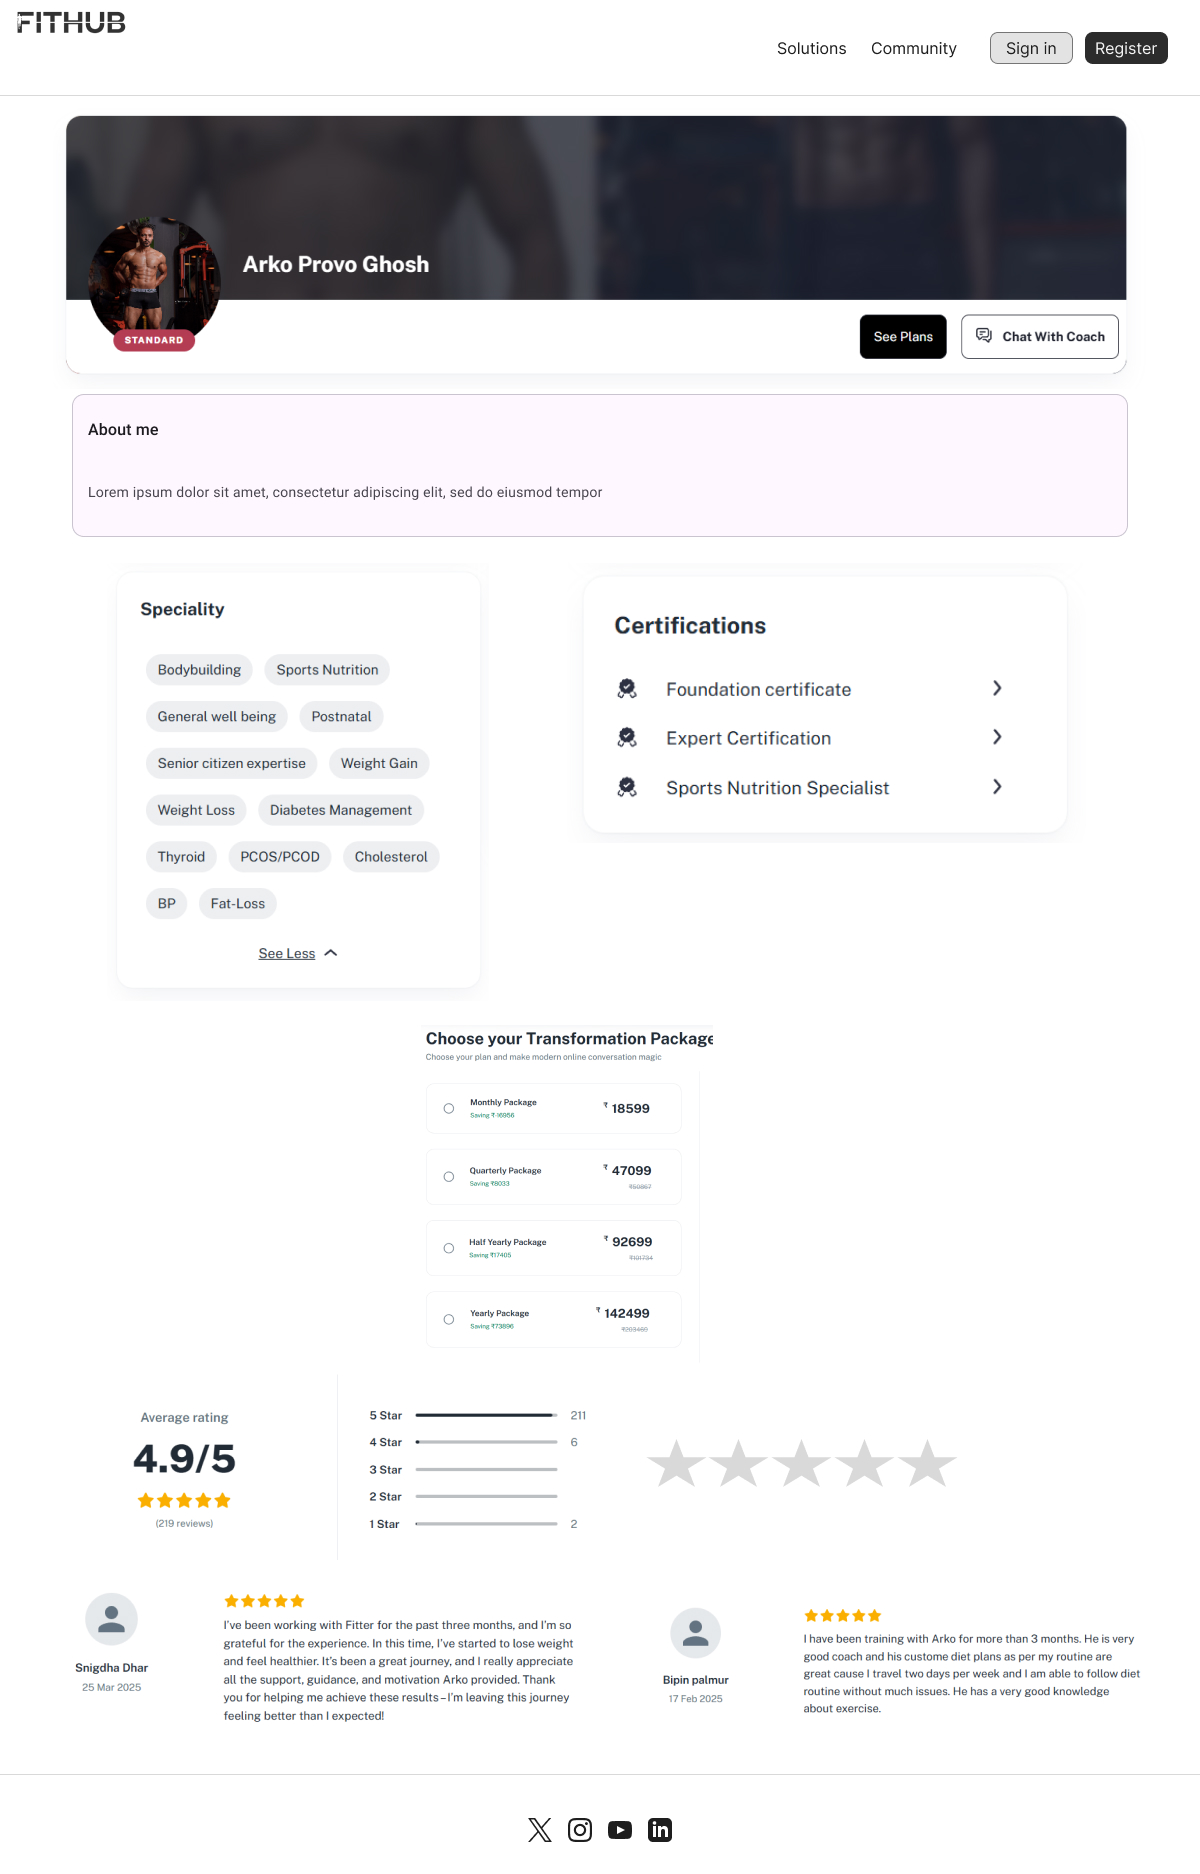 FITHUB
Solutions
Community
Sign in
Register
Arko Provo Ghosh
STANDARD
See Plans
Chat With Coach
About me
Lorem ipsum dolor sit amet, consectetur adipiscing elit, sed do eiusmod tempor
Speciality
Bodybuilding
Sports Nutrition
General well being
Postnatal
Senior citizen expertise
Weight Gain
Weight Loss
Diabetes Management
Thyroid
PCOS/PCOD
Cholesterol
BP
Fat-Loss
See Less
Certifications
Foundation certificate
Expert Certification
Sports Nutrition Specialist
Choose your Transformation Package
Choose your plan and make modern online conversation magic
Monthly Package
₹ 18599
Saving ₹-16956
Quarterly Package
₹ 47099
Saving ₹8033
₹50867
Half Yearly Package
₹ 92699
Saving ₹17405
₹101734
Yearly Package
₹ 142499
Saving ₹73896
₹203469
Average rating
4.9/5
(219 reviews)
5 Star 211
4 Star 6
3 Star
2 Star
1 Star 2
Snigdha Dhar
25 Mar 2025
I've been working with Fitter for the past three months, and I'm so
grateful for the experience. In this time, I've started to lose weight
and feel healthier. It's been a great journey, and I really appreciate
all the support, guidance, and motivation Arko provided. Thank
you for helping me achieve these results – I'm leaving this journey
feeling better than I expected!
Bipin palmur
17 Feb 2025
I have been training with Arko for more than 3 months. He is very
good coach and his custome diet plans as per my routine are
great cause I travel two days per week and I am able to follow diet
routine without much issues. He has a very good knowledge
about exercise.